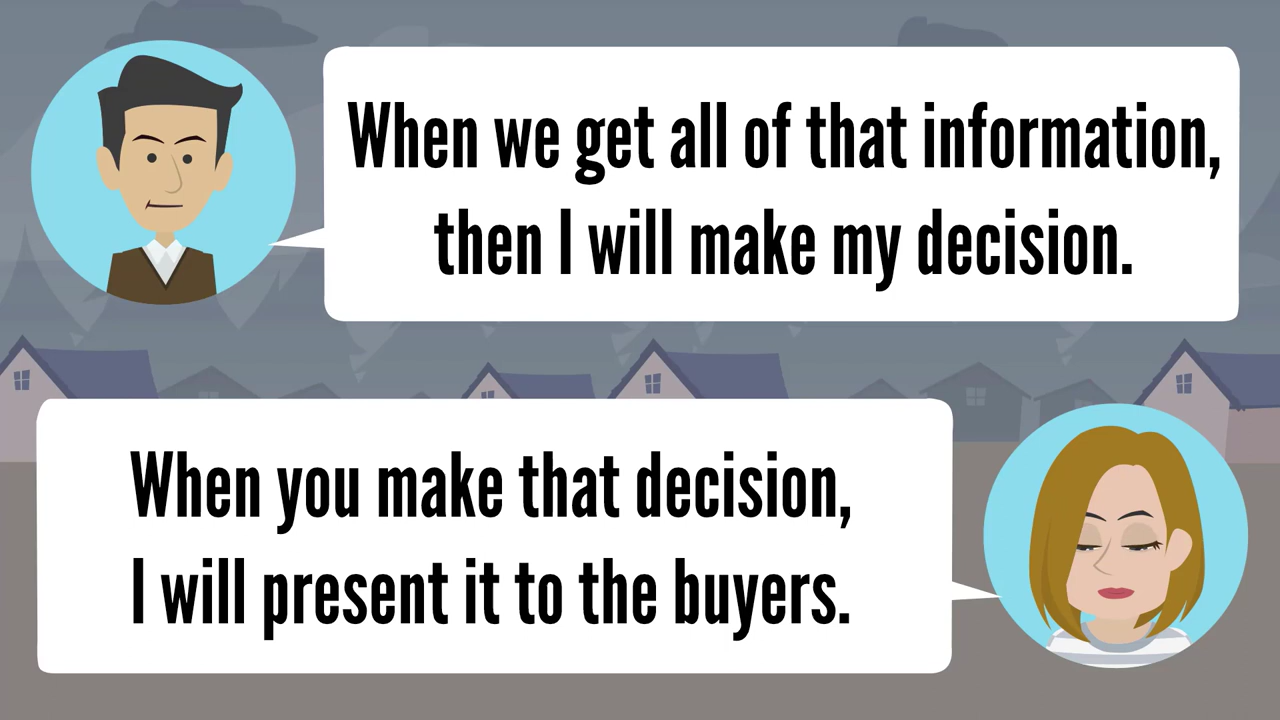 When we get all of that information,
then I will make my decision.
When you make that decision,
I will present it to the buyers.